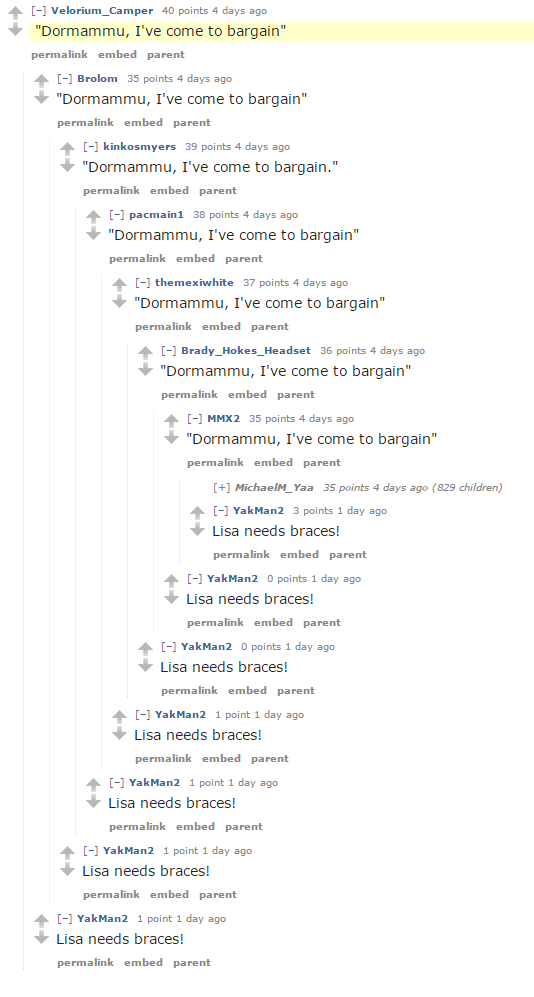 [–] Velorium_Camper 40 points 4 days ago
"Dormammu, I've come to bargain"
permalink embed parent
[–] Brolom 35 points 4 days ago
"Dormammu, I've come to bargain"
permalink embed parent
[–] kinkosmyers 39 points 4 days ago
"Dormammu, I've come to bargain."
permalink embed parent
[–] pacmain1 38 points 4 days ago
"Dormammu, I've come to bargain"
permalink embed parent
[–] themexiwhite 37 points 4 days ago
"Dormammu, I've come to bargain"
permalink embed parent
[–] Brady_Hokes_Headset 36 points 4 days ago
"Dormammu, I've come to bargain"
permalink embed parent
[–] MMX2 35 points 4 days ago
"Dormammu, I've come to bargain"
permalink embed parent
[+] MichaelM_Yaa 35 points 4 days ago (829 children)
[–] YakMan2 3 points 1 day ago
Lisa needs braces!
permalink embed parent
[–] YakMan2 0 points 1 day ago
Lisa needs braces!
permalink embed parent
[–] YakMan2 0 points 1 day ago
Lisa needs braces!
permalink embed parent
[–] YakMan2 1 point 1 day ago
Lisa needs braces!
permalink embed parent
[–] YakMan2 1 point 1 day ago
Lisa needs braces!
permalink embed parent
[–] YakMan2 1 point 1 day ago
Lisa needs braces!
permalink embed parent
[–] YakMan2 1 point 1 day ago
Lisa needs braces!
permalink embed parent